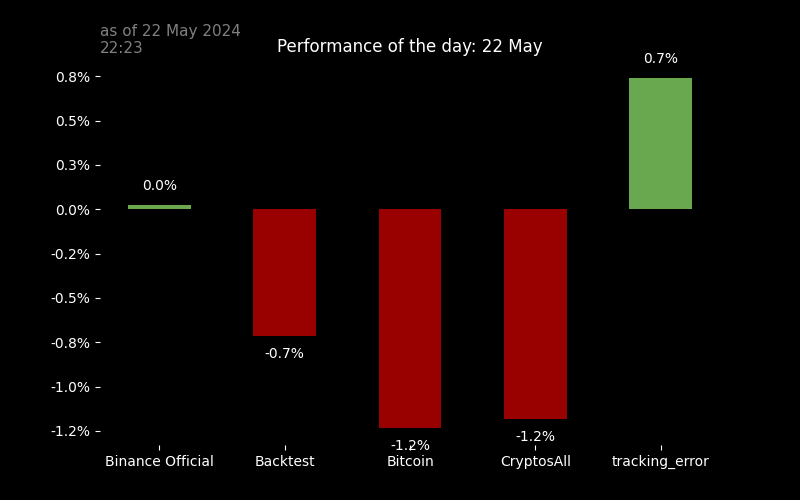 as of 22 May 2024
22:23
Performance of the day: 22 May
0.8%
0.5%
0.3%
0.0%
-0.2%
-0.5%
-0.8%
-1.0%
-1.2%
0.0%
-0.7%
-1.2%
-1.2%
0.7%
Binance Official
Backtest
Bitcoin
CryptosAll
tracking_error